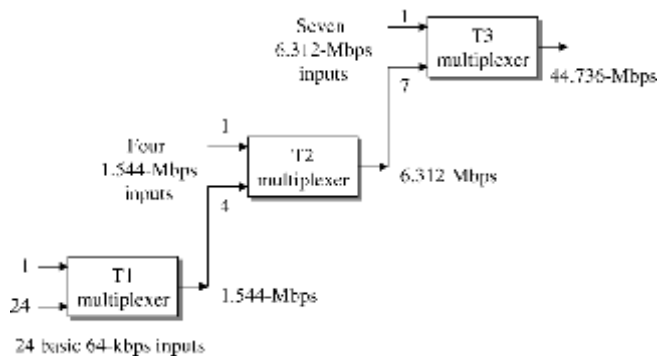 Seven
6.312-Mbps
inputs
1
7
T3
multiplexer
44.736-Mbps
Four
1.544-Mbps
inputs
1
4
T2
multiplexer
6.312 Mbps
1
24
T1
multiplexer
1.544-Mbps
24 basic 64-kbps inputs